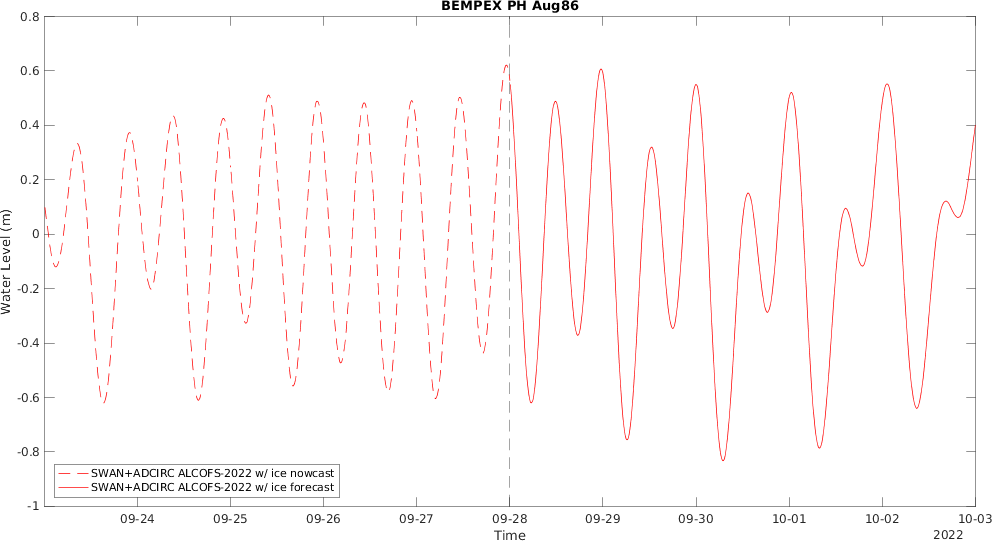 BEMPEX PH Aug86
0.8
0.6
0.4
0.2
0
-0.2
-0.4
-0.6
-0.8
-1
Water Level (m)
SWAN+ADCIRC ALCOFS-2022 w/ ice nowcast
SWAN+ADCIRC ALCOFS-2022 w/ ice forecast
09-24 09-25 09-26 09-27 09-28 09-29 09-30 10-01 10-02 10-03
Time
2022